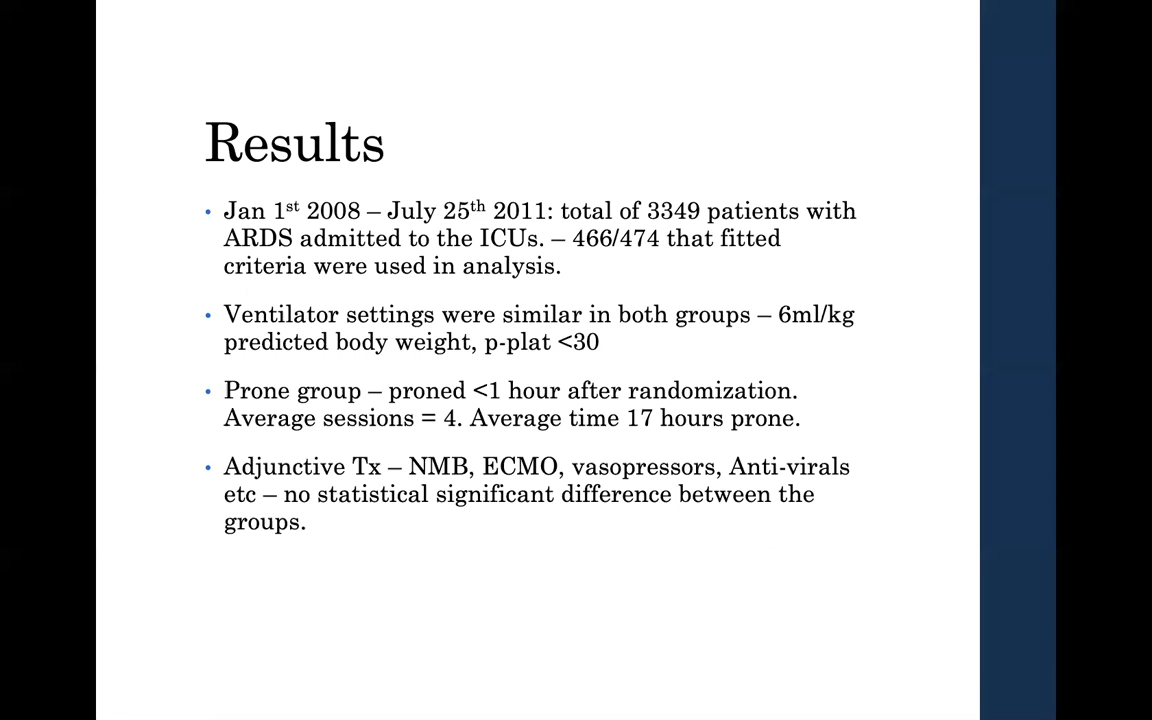 Results
• Jan 1st 2008 – July 25th 2011: total of 3349 patients with
ARDS admitted to the ICUs. – 466/474 that fitted
criteria were used in analysis.
• Ventilator settings were similar in both groups – 6ml/kg
predicted body weight, p-plat <30
• Prone group – proned <1 hour after randomization.
Average sessions = 4. Average time 17 hours prone.
• Adjunctive Tx – NMB, ECMO, vasopressors, Anti-virals
etc – no statistical significant difference between the
groups.